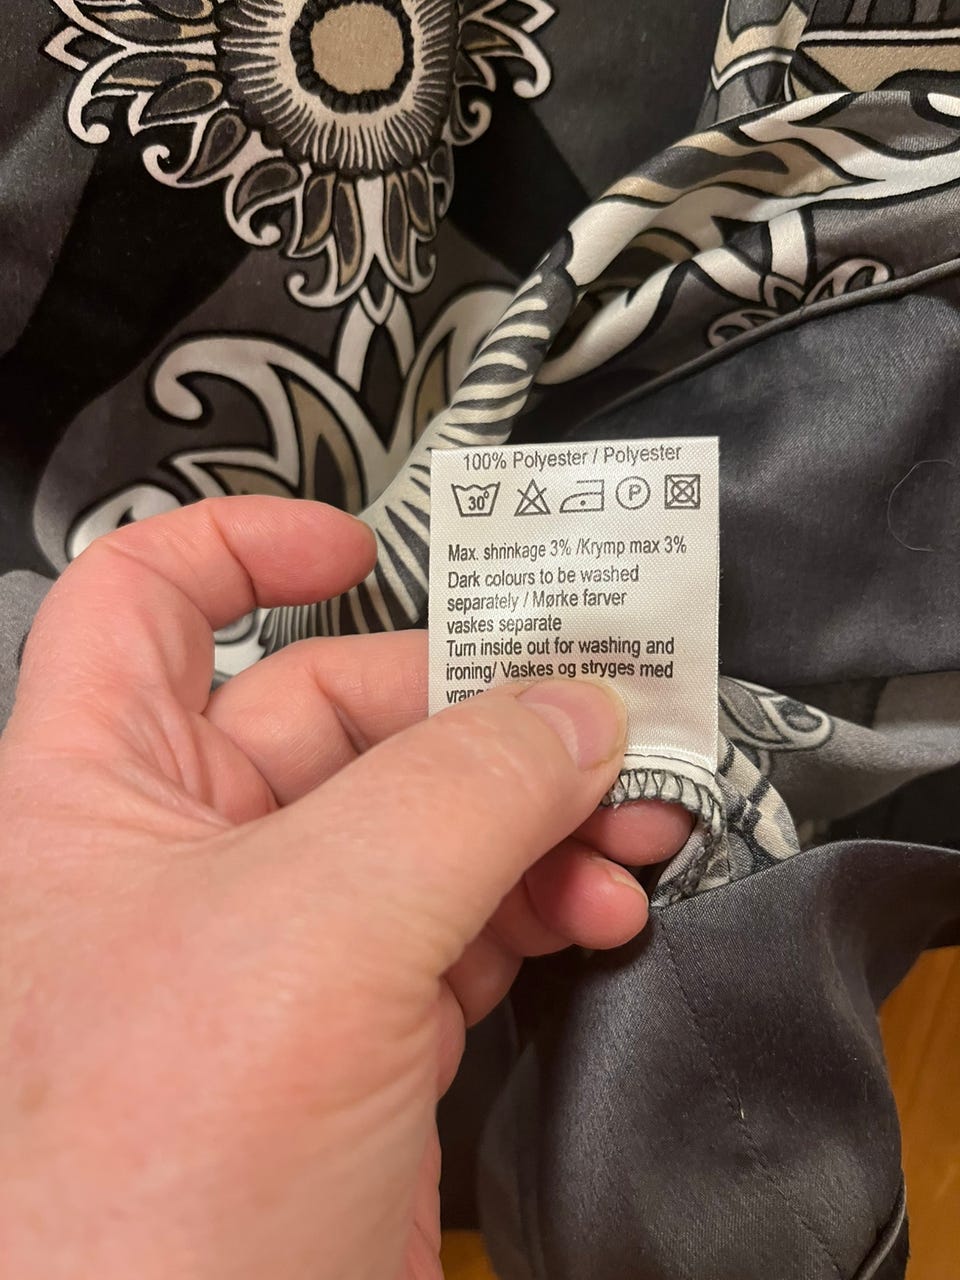 100% Polyester / Polyester
30° P
Max. shrinkage 3% /Krymp max 3%
Dark colours to be washed
separately / Mørke farver
vaskes separate
Turn inside out for washing and
ironing/ Vaskes og stryges med